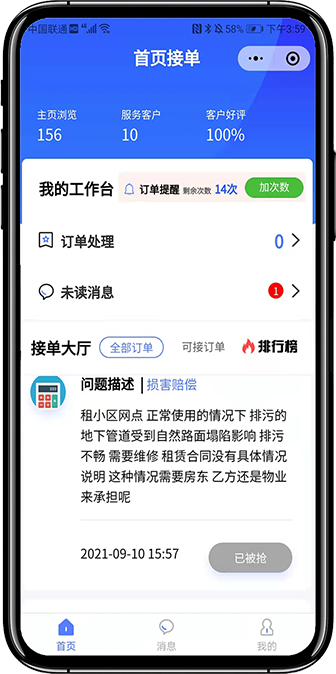 中国联通 HD 4G 58% 下午3:59
首页接单
主页浏览 服务客户 客户好评
156 10 100%
我的工作台 订单提醒 剩余次数 14次 加次数
订单处理 0
未读消息 1
接单大厅 全部订单 可接订单 排行榜
问题描述 损害赔偿
租小区网点 正常使用的情况下 排污的
地下管道受到自然路面塌陷影响 排污
不畅 需要维修 租赁合同没有具体情况
说明 这种情况需要房东 乙方还是物业
来承担呢
2021-09-10 15:57 已被抢
首页 消息 我的